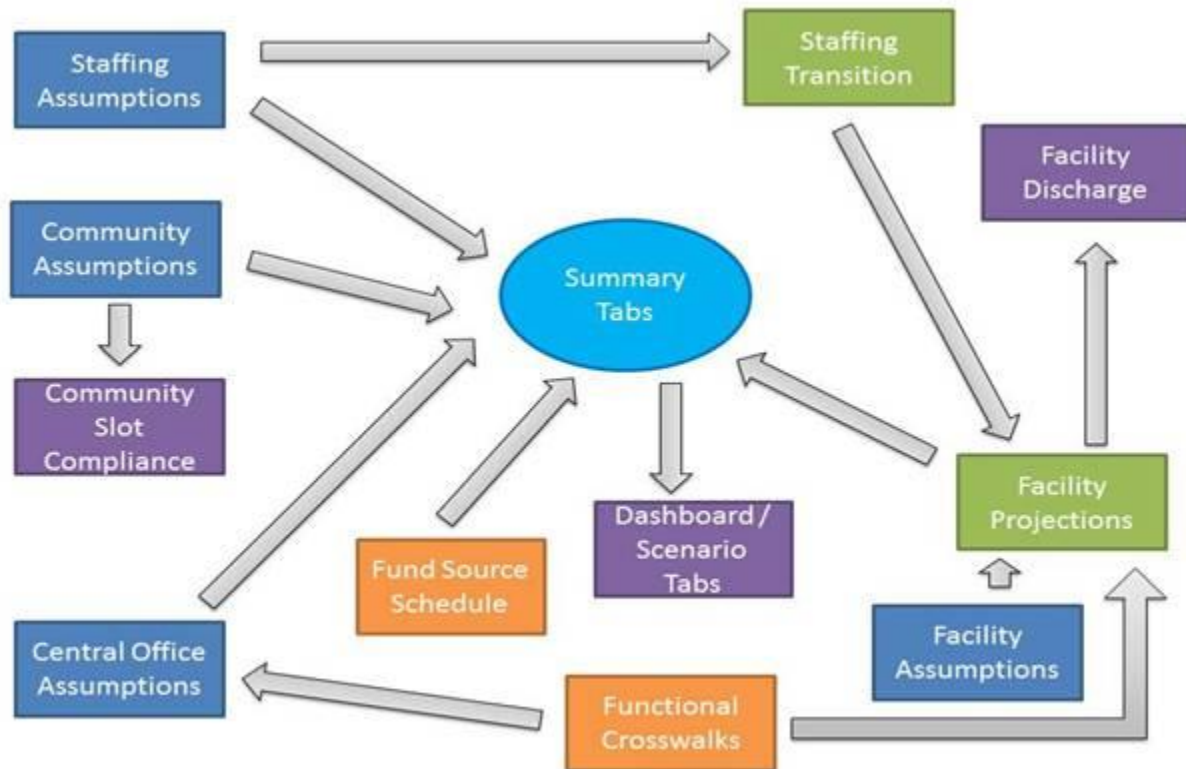 Staffing
Assumptions
Staffing
Transition
Facility
Discharge
Community
Assumptions
Summary
Tabs
Community
Slot
Compliance
Facility
Projections
Dashboard /
Scenario
Tabs
Fund Source
Schedule
Facility
Assumptions
Central Office
Assumptions
Functional
Crosswalks